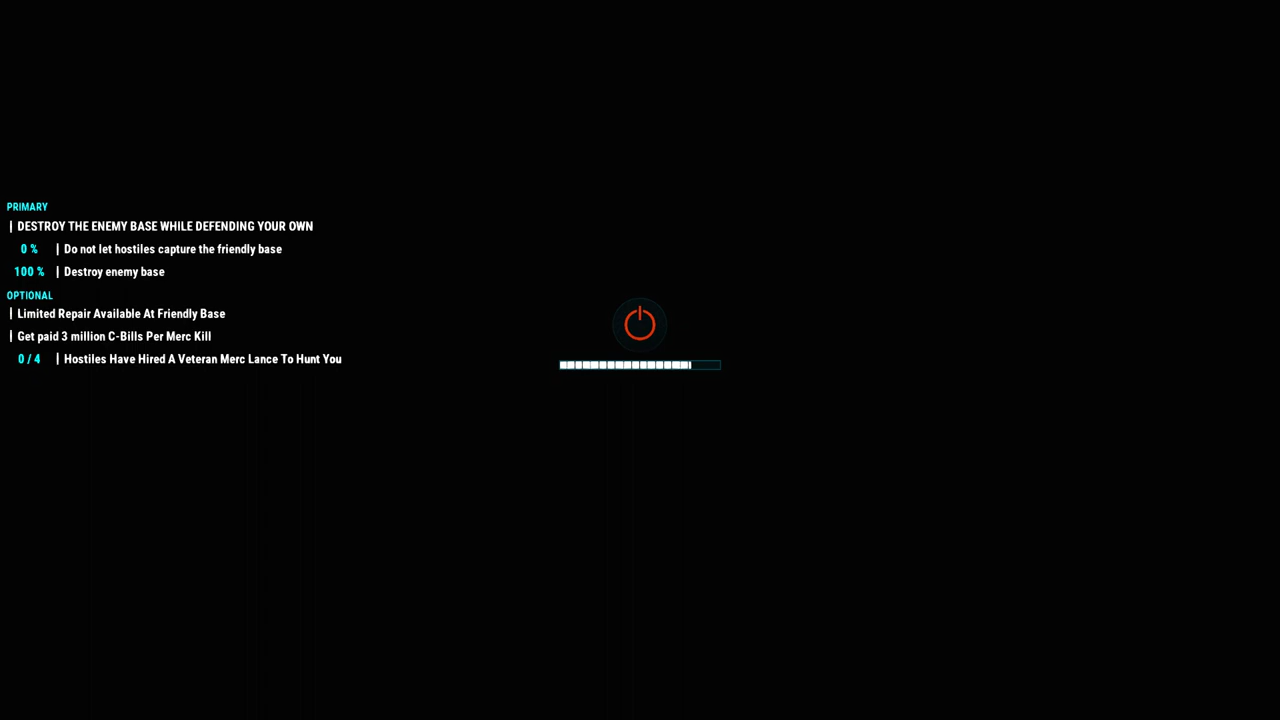 PRIMARY
| DESTROY THE ENEMY BASE WHILE DEFENDING YOUR OWN
0 % | Do not let hostiles capture the friendly base
100 % | Destroy enemy base
OPTIONAL
| Limited Repair Available At Friendly Base
| Get paid 3 million C-Bills Per Merc Kill
0 / 4 | Hostiles Have Hired A Veteran Merc Lance To Hunt You